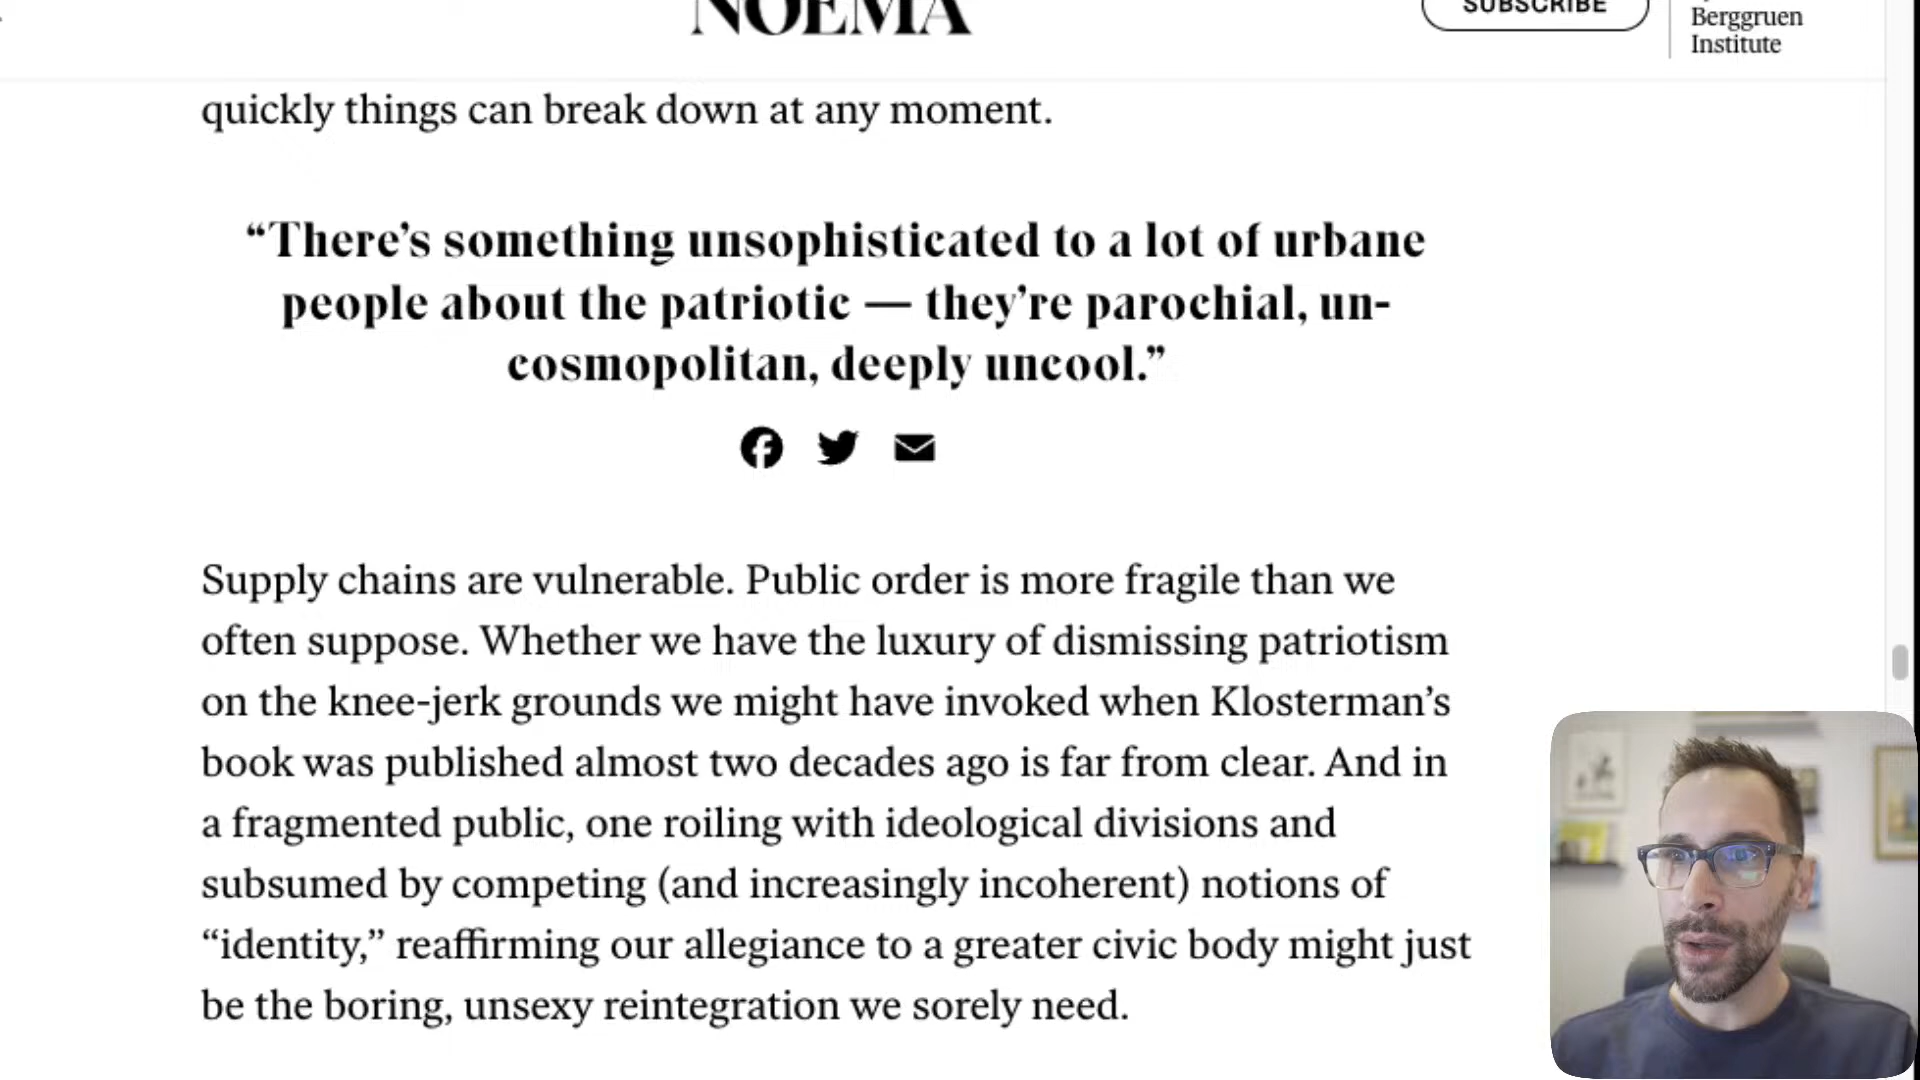 NOEMA
SUBSCRIBE
Berggruen
Institute
quickly things can break down at any moment.
“There’s something unsophisticated to a lot of urbane
people about the patriotic — they’re parochial, un-
cosmopolitan, deeply uncool.”
Supply chains are vulnerable. Public order is more fragile than we
often suppose. Whether we have the luxury of dismissing patriotism
on the knee-jerk grounds we might have invoked when Klosterman’s
book was published almost two decades ago is far from clear. And in
a fragmented public, one roiling with ideological divisions and
subsumed by competing (and increasingly incoherent) notions of
“identity,” reaffirming our allegiance to a greater civic body might just
be the boring, unsexy reintegration we sorely need.